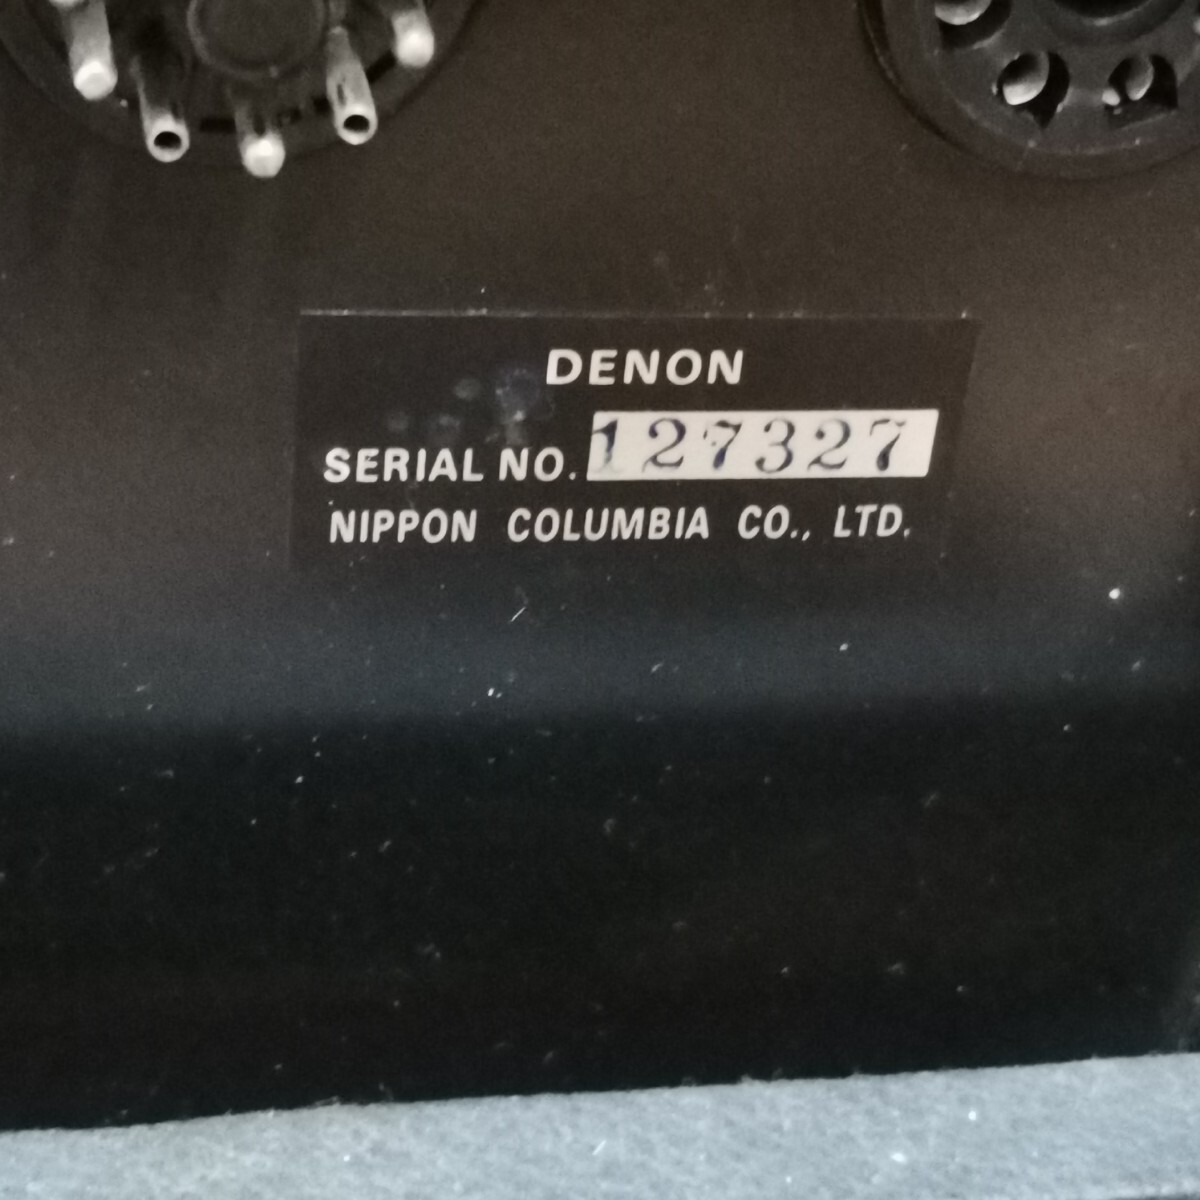 DENON
SERIAL NO. 127327
NIPPON COLUMBIA CO., LTD.